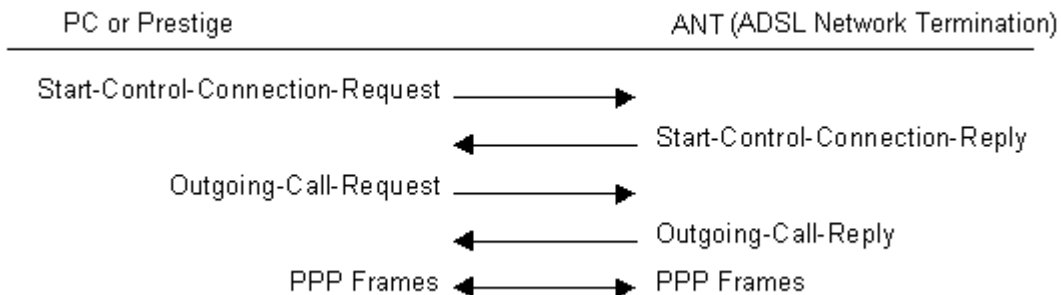 PC or Prestige ANT (ADSL Network Termination)
Start-Control-Connection-Request
Start-Control-Connection-Reply
Outgoing-Call-Request
Outgoing-Call-Reply
PPP Frames PPP Frames